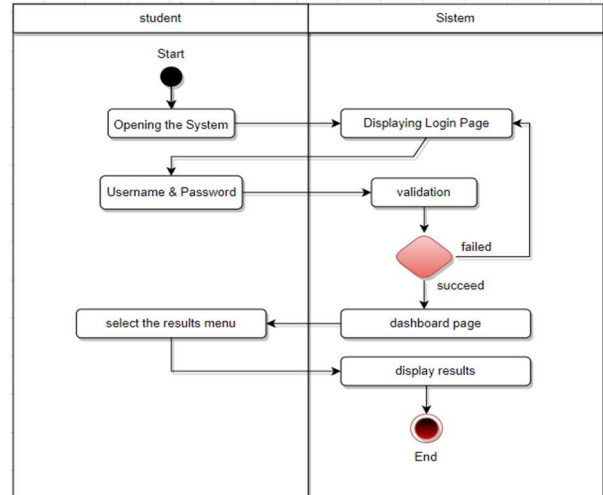 student
Sistem
Start
Opening the System
Displaying Login Page
Username & Password
validation
failed
succeed
select the results menu
dashboard page
display results
End